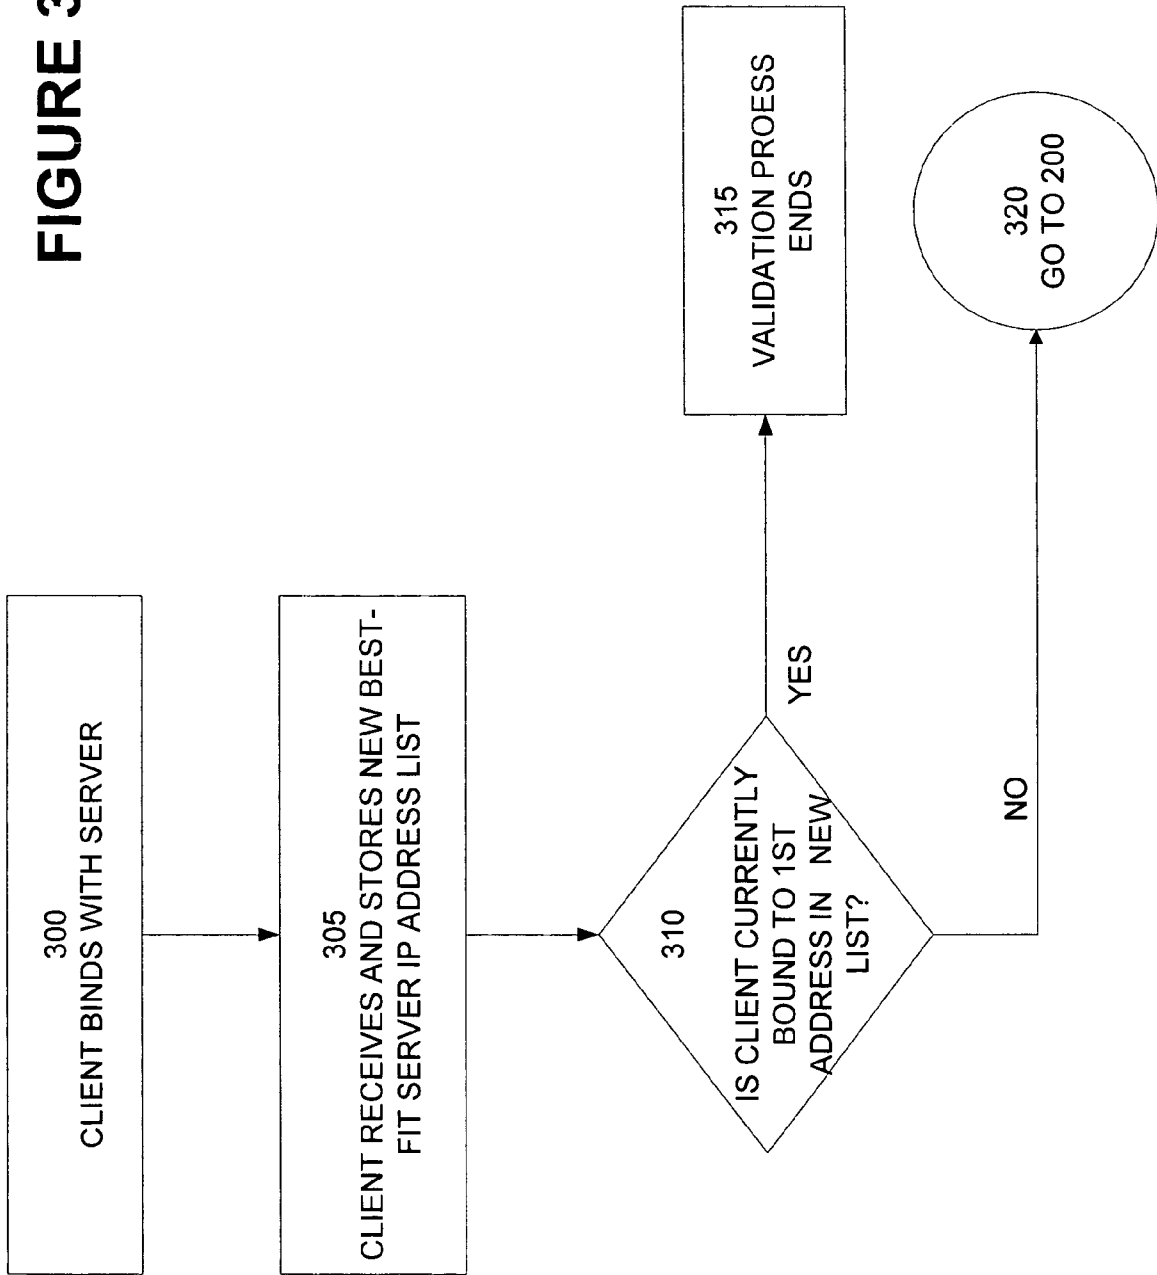 FIGURE 3
300
CLIENT BINDS WITH SERVER
305
CLIENT RECEIVES AND STORES NEW BEST-
FIT SERVER IP ADDRESS LIST
310
IS CLIENT CURRENTLY
BOUND TO 1ST
ADDRESS IN NEW
LIST?
YES
315
VALIDATION PROESS
ENDS
NO
320
GO TO 200